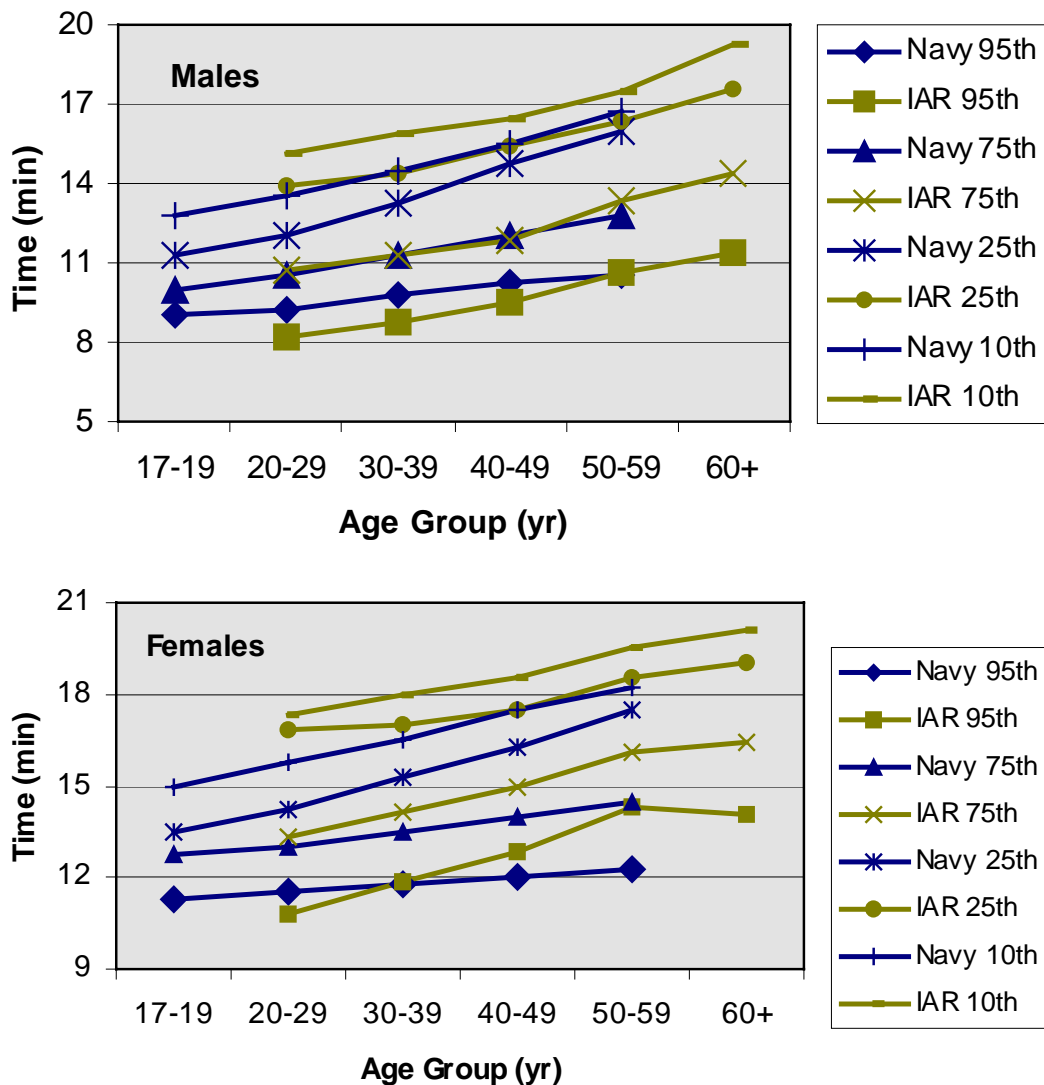 20
17
14
11
8
5
Time (min)
Males
17-19 20-29 30-39 40-49 50-59 60+
Age Group (yr)
Navy 95th
IAR 95th
Navy 75th
IAR 75th
Navy 25th
IAR 25th
Navy 10th
IAR 10th
21
18
15
12
9
Time (min)
Females
17-19 20-29 30-39 40-49 50-59 60+
Age Group (yr)
Navy 95th
IAR 95th
Navy 75th
IAR 75th
Navy 25th
IAR 25th
Navy 10th
IAR 10th